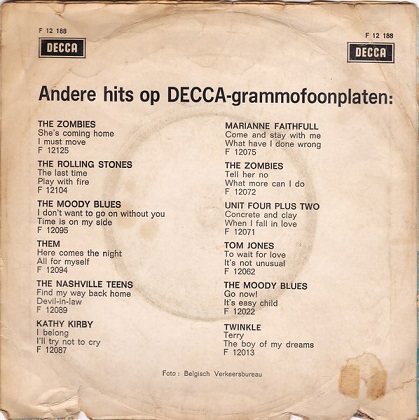 F 12 188
DECCA
F 12 188
DECCA
Andere hits op DECCA-grammofoonplaten:
THE ZOMBIES
She's coming home
I must move
F 12125
THE ROLLING STONES
The last time
Play with fire
F 12104
THE MOODY BLUES
I don't want to go on without you
Time is on my side
F 12095
THEM
Here comes the night
All for myself
F 12094
THE NASHVILLE TEENS
Find my way back home
Devil-in-law
F 12089
KATHY KIRBY
I belong
I'll try not to cry
F 12087
MARIANNE FAITHFULL
Come and stay with me
What have I done wrong
F 12075
THE ZOMBIES
Tell her no
What more can I do
F 12072
UNIT FOUR PLUS TWO
Concrete and clay
When I fall in love
F 12071
TOM JONES
To wait for love
It's not unusual
F 12062
THE MOODY BLUES
Go now!
It's easy child
F 12022
TWINKLE
Terry
The boy of my dreams
F 12013
Foto : Belgisch Verkeersbureau